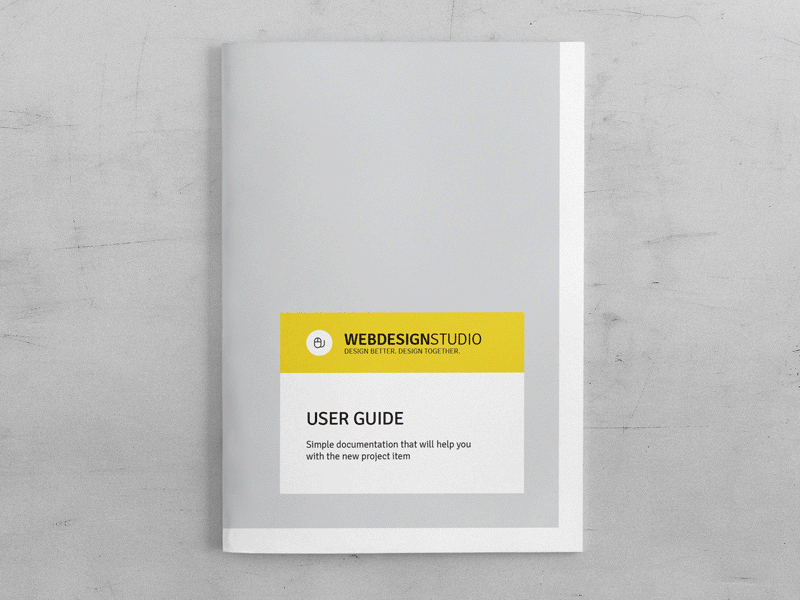 WEBDESIGNSTUDIO
DESIGN BETTER. DESIGN TOGETHER.
USER GUIDE
Simple documentation that will help you
with the new project item